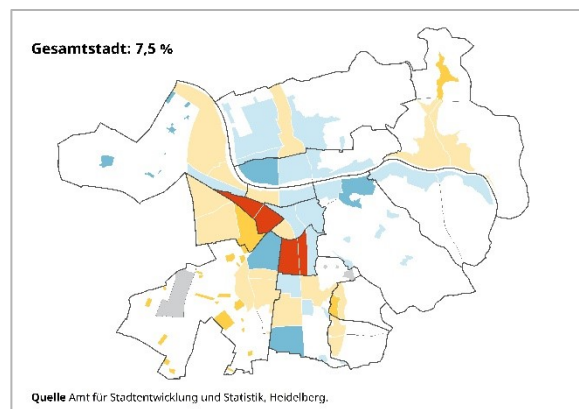 Gesamtstadt: 7,5 %
Quelle Amt für Stadtentwicklung und Statistik, Heidelberg.